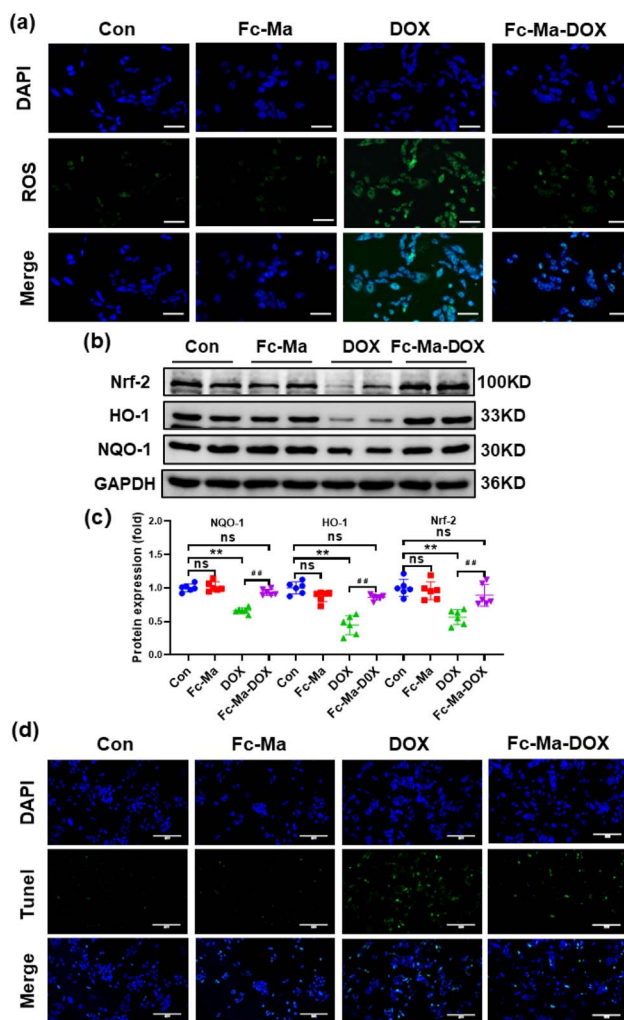 (a)
Con Fc-Ma DOX Fc-Ma-DOX
DAPI
ROS
Merge
(b)
Con Fc-Ma DOX Fc-Ma-DOX
Nrf-2 100KD
HO-1 33KD
NQO-1 30KD
GAPDH 36KD
(c)
NQO-1 HO-1 Nrf-2
ns ns ns
** ** **
ns ## ns ## ns ##
Protein expression (fold)
2.0
1.5
1.0
0.5
0.0
Con Fc-Ma DOX Fc-Ma-DOX Con Fc-Ma DOX Fc-Ma-DOX Con Fc-Ma DOX Fc-Ma-DOX
(d)
Con Fc-Ma DOX Fc-Ma-DOX
DAPI
Tunel
Merge